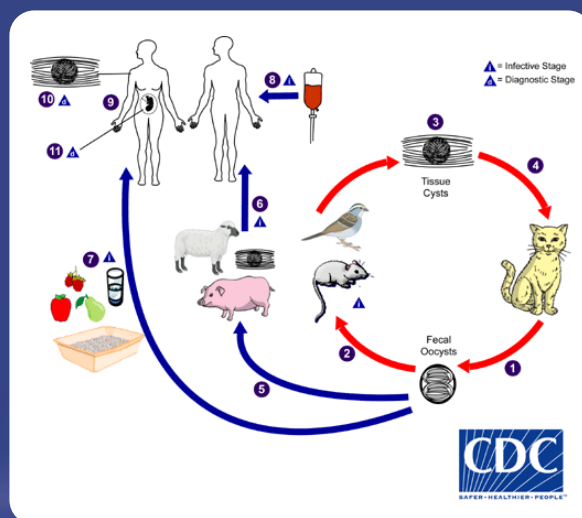 i = Infective Stage
d = Diagnostic Stage
8 i
10 d
9
3
Tissue
Cysts
4
11 d
6
i
7 i
i
2
Fecal
Oocysts
1
5
CDC
SAFER•HEALTHIER•PEOPLE™